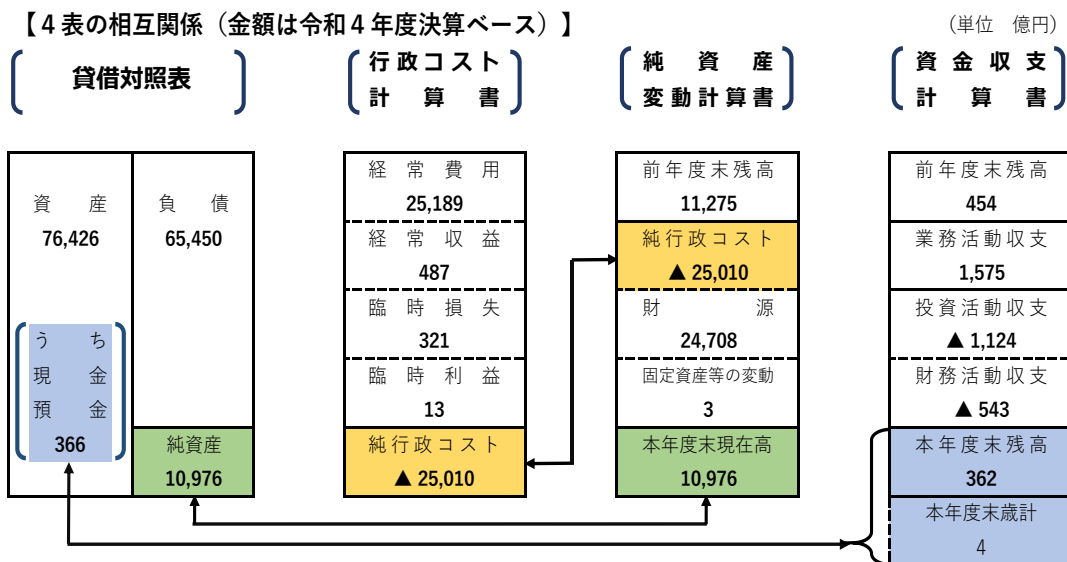 【４表の相互関係（金額は令和４年度決算ベース）】
（単位　億円）
貸借対照表
資産
76,426
うち
現金
預金
366
負債
65,450
純資産
10,976
行政コスト
計算書
経常費用
25,189
経常収益
487
臨時損失
321
臨時利益
13
純行政コスト
▲ 25,010
純資産
変動計算書
前年度末残高
11,275
純行政コスト
▲ 25,010
財源
24,708
固定資産等の変動
3
本年度末現在高
10,976
資金収支
計算書
前年度末残高
454
業務活動収支
1,575
投資活動収支
▲ 1,124
財務活動収支
▲ 543
本年度末残高
362
本年度末歳計
4